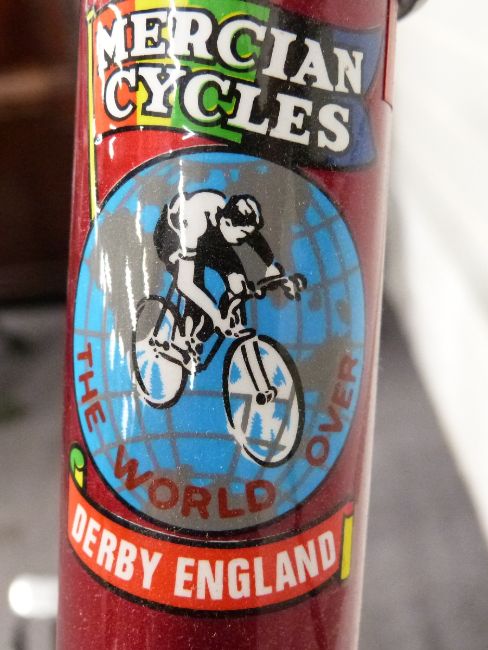 MERCIAN
CYCLES
THE WORLD OVER
DERBY ENGLAND